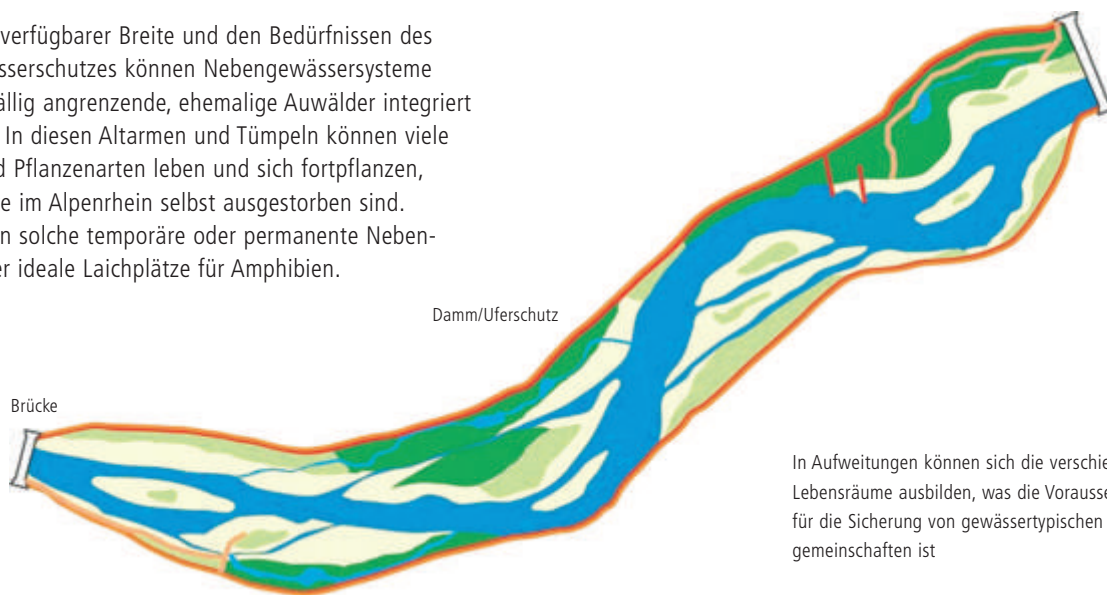 verfügbarer Breite und den Bedürfnissen des
sserschutzes können Nebengewässersysteme
ällig angrenzende, ehemalige Auwälder integriert
In diesen Altarmen und Tümpeln können viele
d Pflanzenarten leben und sich fortpflanzen,
e im Alpenrhein selbst ausgestorben sind.
n solche temporäre oder permanente Neben-
er ideale Laichplätze für Amphibien.
Damm/Uferschutz
Brücke
In Aufweitungen können sich die verschie
Lebensräume ausbilden, was die Vorausse
für die Sicherung von gewässertypischen
gemeinschaften ist